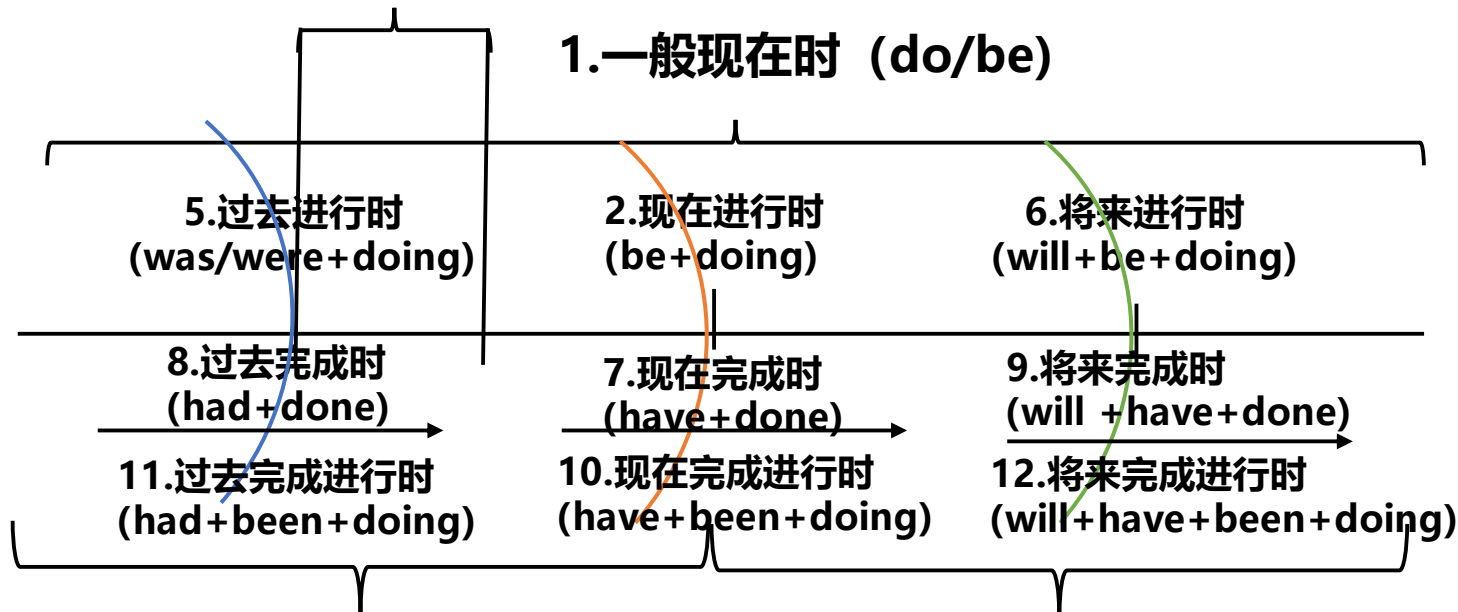 1.一般现在时 (do/be)
5.过去进行时
(was/were+doing)
2.现在进行时
(be+doing)
6.将来进行时
(will+be+doing)
8.过去完成时
(had+done)
7.现在完成时
(have+done)
9.将来完成时
(will +have+done)
11.过去完成进行时
(had+been+doing)
10.现在完成进行时
(have+been+doing)
12.将来完成进行时
(will+have+been+doing)